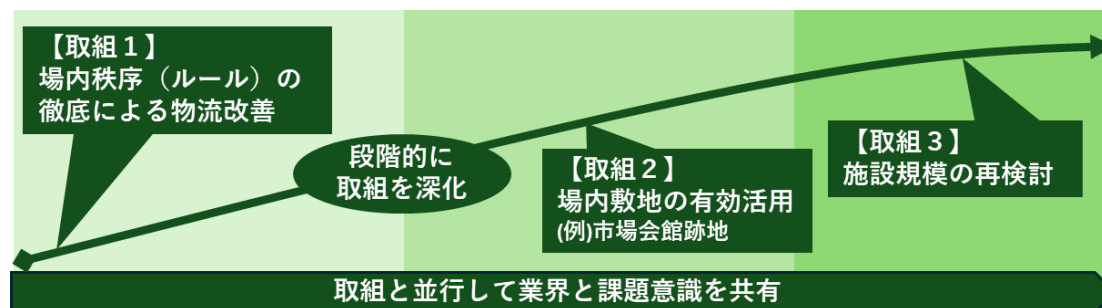 【取組１】
場内秩序（ルール）の
徹底による物流改善
段階的に
取組を深化
【取組２】
場内敷地の有効活用
(例)市場会館跡地
【取組３】
施設規模の再検討
取組と並行して業界と課題意識を共有